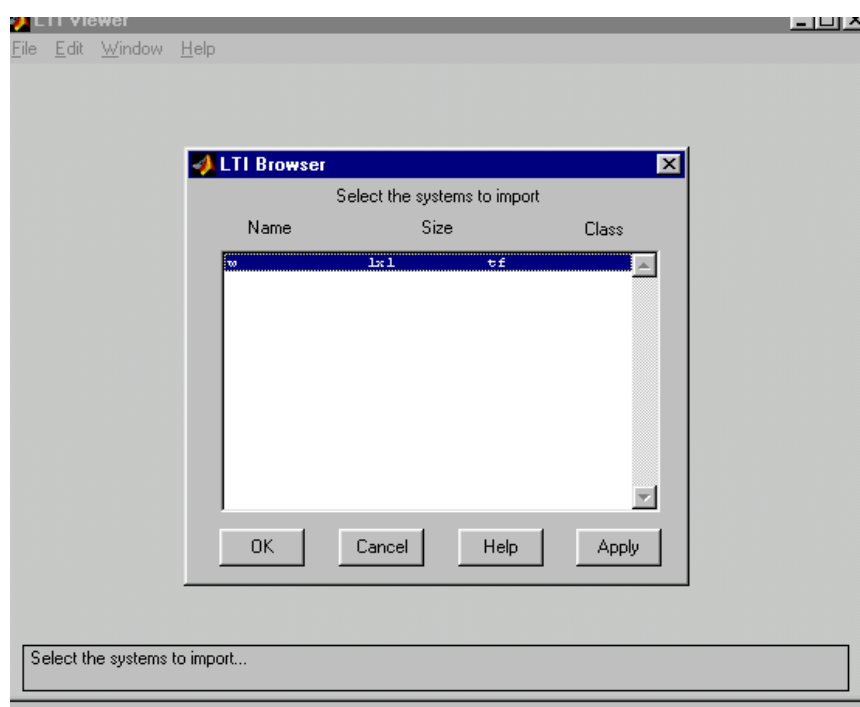 LTI Viewer
File Edit Window Help
LTI Browser
Select the systems to import
Name Size Class
w 1x1 tf
OK Cancel Help Apply
Select the systems to import...